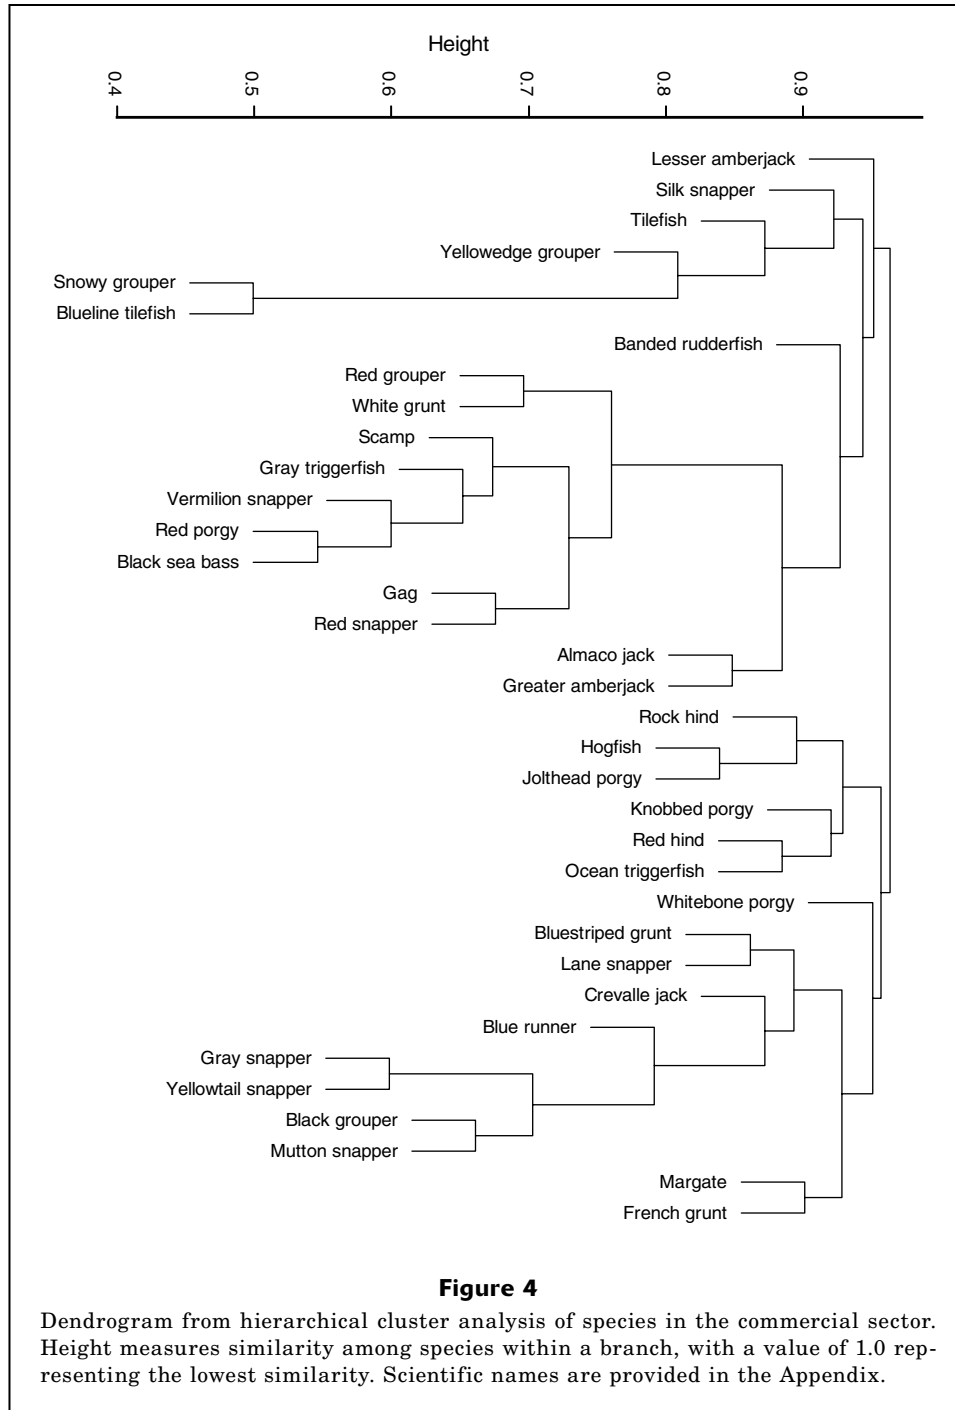 Height
0.4
0.5
0.6
0.7
0.8
0.9
Lesser amberjack
Silk snapper
Tilefish
Yellowedge grouper
Snowy grouper
Blueline tilefish
Banded rudderfish
Red grouper
White grunt
Scamp
Gray triggerfish
Vermilion snapper
Red porgy
Black sea bass
Gag
Red snapper
Almaco jack
Greater amberjack
Rock hind
Hogfish
Jolthead porgy
Knobbed porgy
Red hind
Ocean triggerfish
Whitebone porgy
Bluestriped grunt
Lane snapper
Crevalle jack
Blue runner
Gray snapper
Yellowtail snapper
Black grouper
Mutton snapper
Margate
French grunt
Figure 4
Dendrogram from hierarchical cluster analysis of species in the commercial sector.
Height measures similarity among species within a branch, with a value of 1.0 rep-
resenting the lowest similarity. Scientific names are provided in the Appendix.